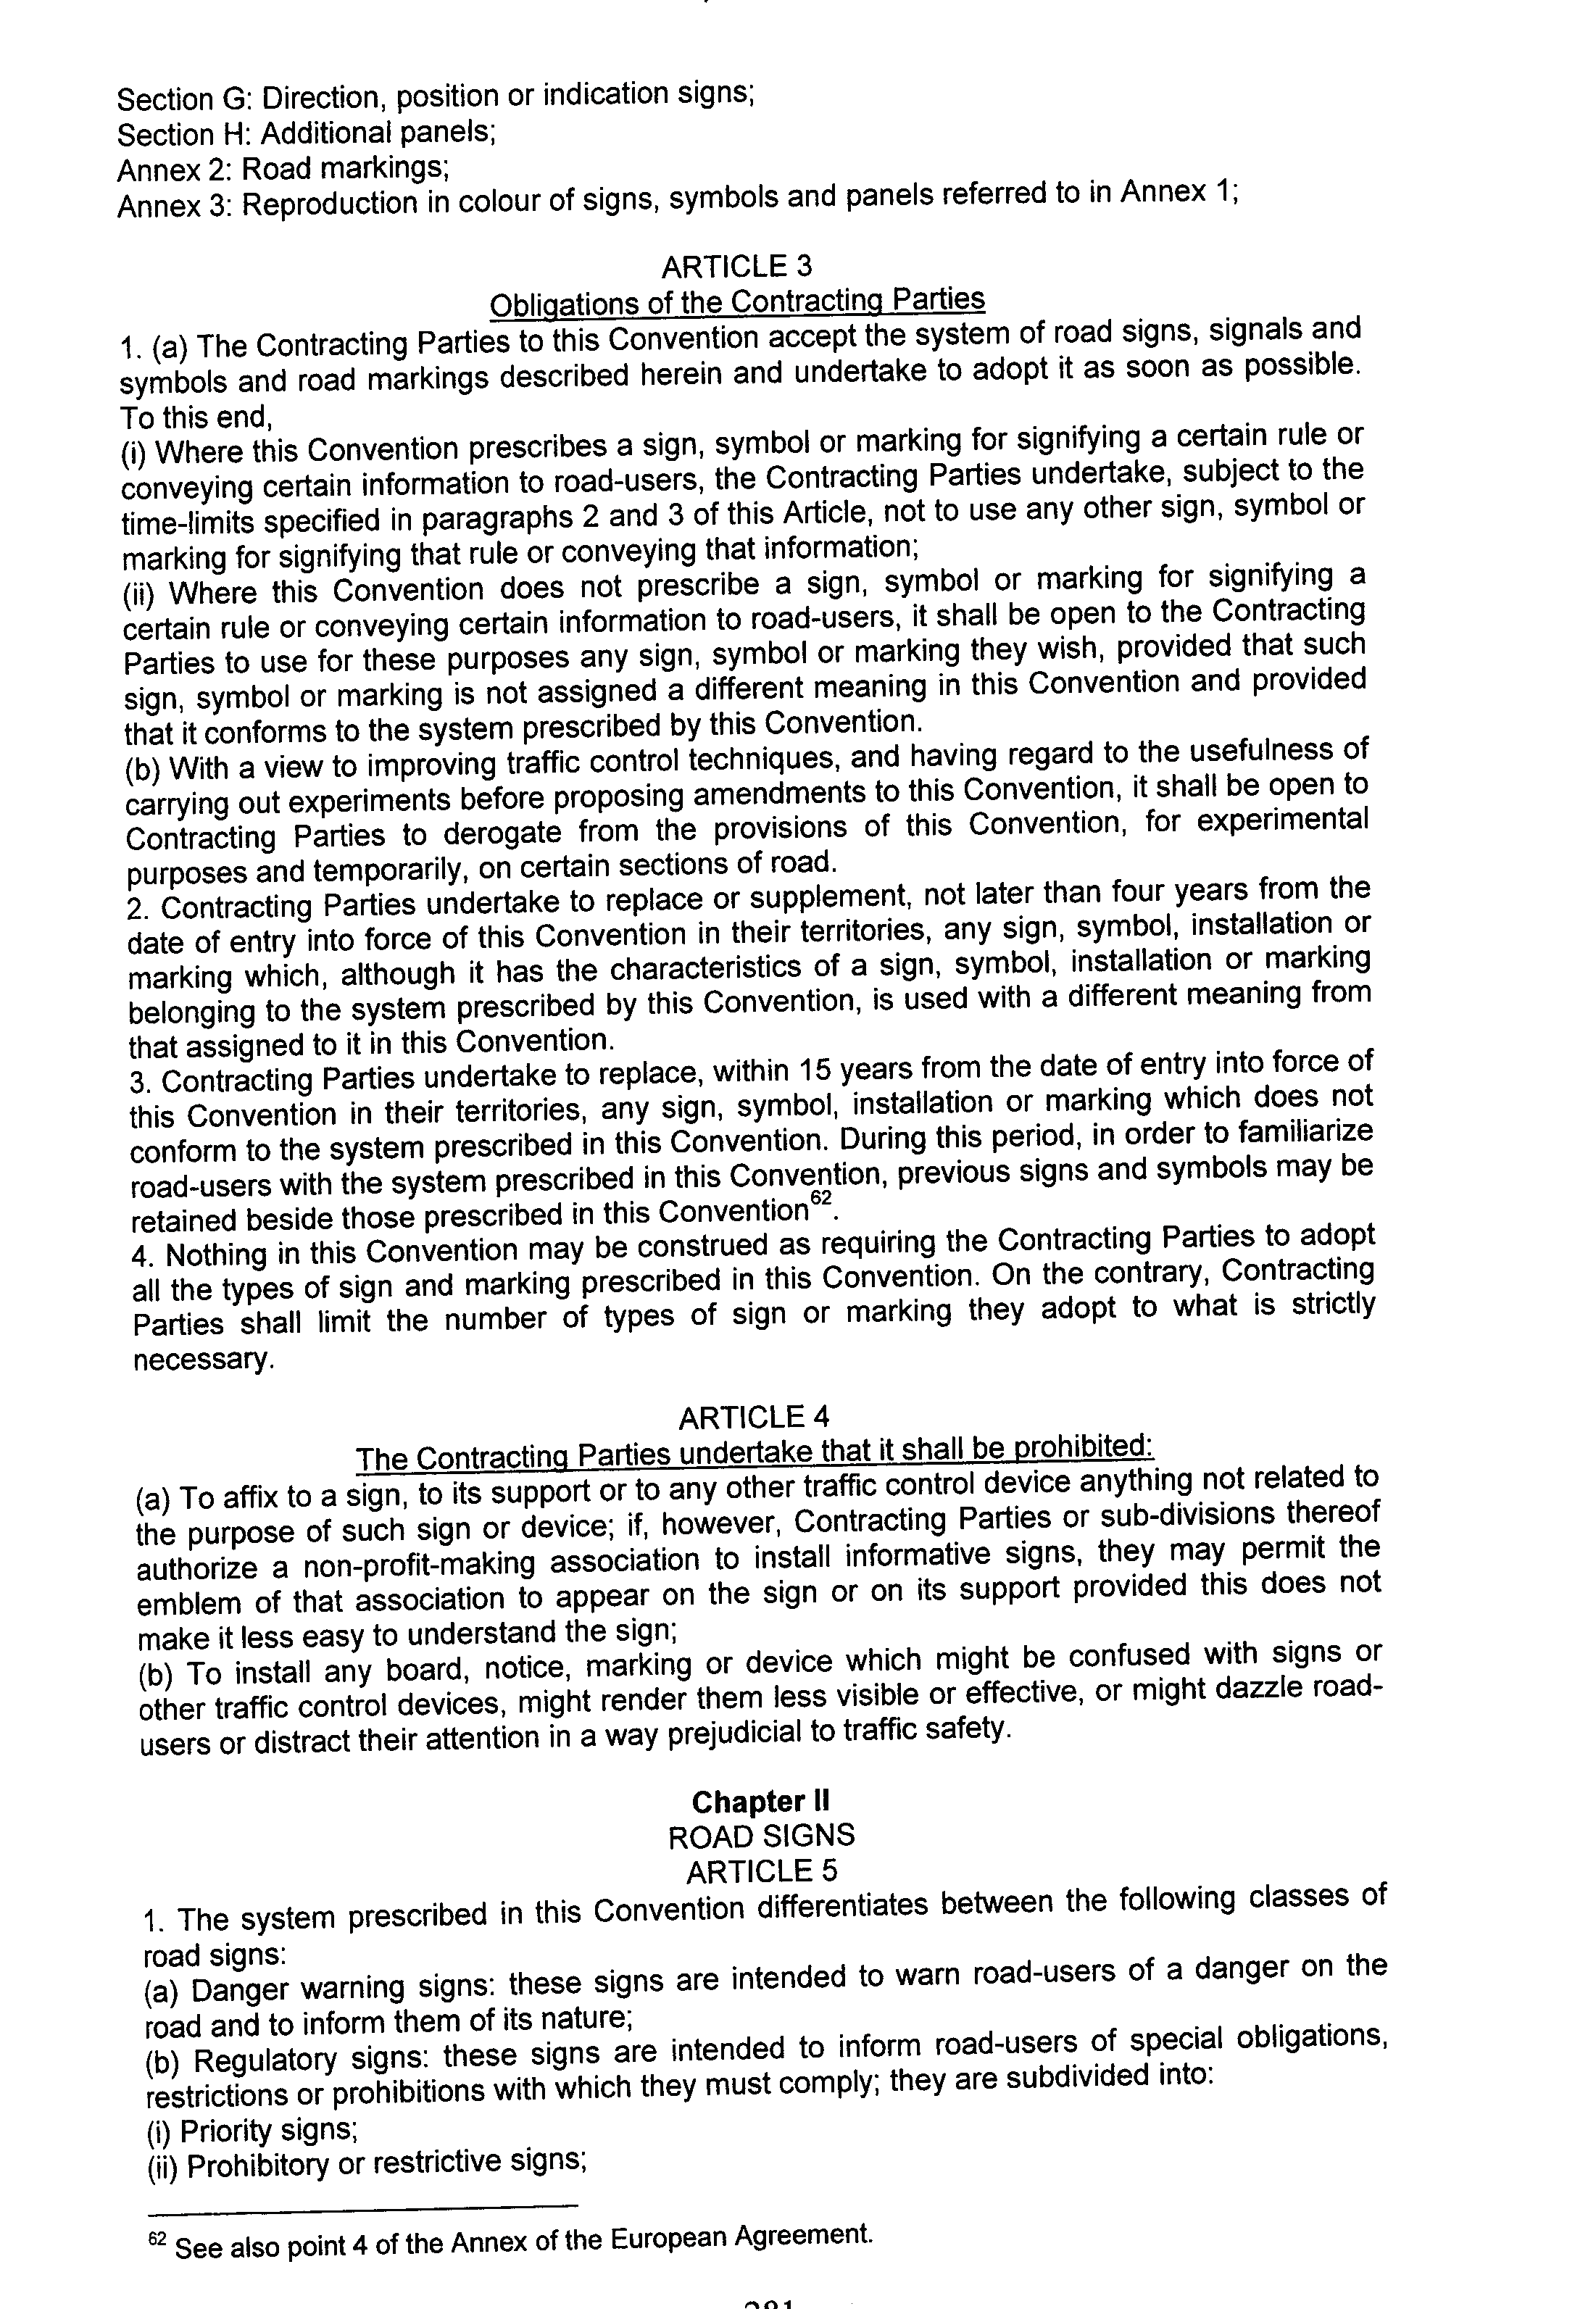 Section G: Direction, position or indication signs;
Section H: Additional panels;
Annex 2: Road markings;
Annex 3: Reproduction in colour of signs, symbols and panels referred to in Annex 1;
ARTICLE 3
Obligations of the Contracting Parties
1. (a) The Contracting Parties to this Convention accept the system of road signs, signals and
symbols and road markings described herein and undertake to adopt it as soon as possible.
To this end,
(i) Where this Convention prescribes a sign, symbol or marking for signifying a certain rule or
conveying certain information to road-users, the Contracting Parties undertake, subject to the
time-limits specified in paragraphs 2 and 3 of this Article, not to use any other sign, symbol or
marking for signifying that rule or conveying that information;
(ii) Where this Convention does not prescribe a sign, symbol or marking for signifying a
certain rule or conveying certain information to road-users, it shall be open to the Contracting
Parties to use for these purposes any sign, symbol or marking they wish, provided that such
sign, symbol or marking is not assigned a different meaning in this Convention and provided
that it conforms to the system prescribed by this Convention.
(b) With a view to improving traffic control techniques, and having regard to the usefulness of
carrying out experiments before proposing amendments to this Convention, it shall be open to
Contracting Parties to derogate from the provisions of this Convention, for experimental
purposes and temporarily, on certain sections of road.
2. Contracting Parties undertake to replace or supplement, not later than four years from the
date of entry into force of this Convention in their territories, any sign, symbol, installation or
marking which, although it has the characteristics of a sign, symbol, installation or marking
belonging to the system prescribed by this Convention, is used with a different meaning from
that assigned to it in this Convention.
3. Contracting Parties undertake to replace, within 15 years from the date of entry into force of
this Convention in their territories, any sign, symbol, installation or marking which does not
conform to the system prescribed in this Convention. During this period, in order to familiarize
road-users with the system prescribed in this Convention, previous signs and symbols may be
retained beside those prescribed in this Convention62.
4. Nothing in this Convention may be construed as requiring the Contracting Parties to adopt
all the types of sign and marking prescribed in this Convention. On the contrary, Contracting
Parties shall limit the number of types of sign or marking they adopt to what is strictly
necessary.
ARTICLE 4
The Contracting Parties undertake that it shall be prohibited:
(a) To affix to a sign, to its support or to any other traffic control device anything not related to
the purpose of such sign or device; if, however, Contracting Parties or sub-divisions thereof
authorize a non-profit-making association to install informative signs, they may permit the
emblem of that association to appear on the sign or on its support provided this does not
make it less easy to understand the sign;
(b) To install any board, notice, marking or device which might be confused with signs or
other traffic control devices, might render them less visible or effective, or might dazzle road-
users or distract their attention in a way prejudicial to traffic safety.
Chapter II
ROAD SIGNS
ARTICLE 5
1. The system prescribed in this Convention differentiates between the following classes of
road signs:
(a) Danger warning signs: these signs are intended to warn road-users of a danger on the
road and to inform them of its nature;
(b) Regulatory signs: these signs are intended to inform road-users of special obligations,
restrictions or prohibitions with which they must comply; they are subdivided into:
(i) Priority signs;
(ii) Prohibitory or restrictive signs;
62 See also point 4 of the Annex of the European Agreement.